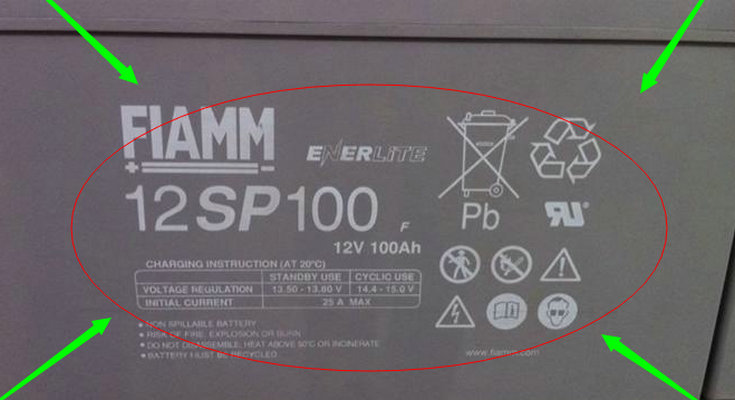 FIAMM
+ -
ENERLITE
12SP100 F
12V 100Ah
Pb
CHARGING INSTRUCTION (AT 20°C)
STANDBY USE CYCLIC USE
VOLTAGE REGULATION 13.50 - 13.80 V 14.4 - 15.0 V
INITIAL CURRENT 25 A MAX
• NON SPILLABLE BATTERY
• RISK OF FIRE, EXPLOSION OR BURN
• DO NOT DISASSEMBLE, HEAT ABOVE 50°C OR INCINERATE
• BATTERY MUST BE RECYCLED
www.fiamm.com